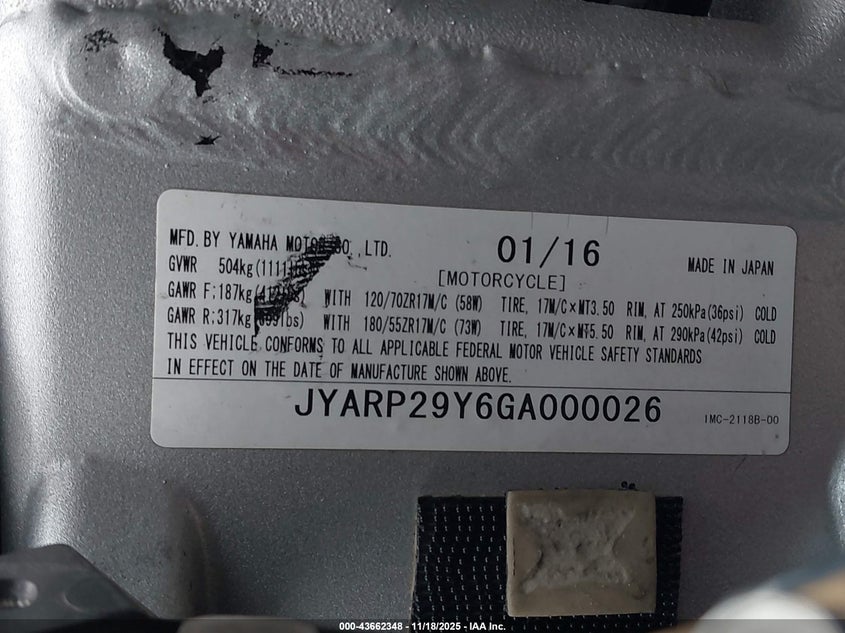 MFD. BY YAMAHA MOTOR CO.,LTD.
01/16
MADE IN JAPAN
GVWR 504kg(1111
[MOTORCYCLE]
GAWR F:187kg WITH 120/70ZR17M/C (58W) TIRE, 17M/C×MT3.50 RIM, AT 250kPa(36psi) COLD
GAWR R:317kg lbs) WITH 180/55ZR17M/C (73W) TIRE, 17M/C×MT5.50 RIM, AT 290kPa(42psi) COLD
THIS VEHICLE CONFORMS TO ALL APPLICABLE FEDERAL MOTOR VEHICLE SAFETY STANDARDS
IN EFFECT ON THE DATE OF MANUFACTURE SHOWN ABOVE.
JYARP29Y6GA000026
1MC-2118B-00
000-43662348 - 11/18/2025 - IAA Inc.